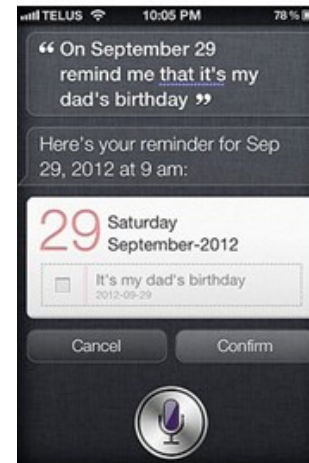 TELUS 10:05 PM 78%
“ On September 29
remind me that it's my
dad's birthday ”
Here's your reminder for Sep
29, 2012 at 9 am:
29 Saturday
September-2012
It's my dad's birthday
2012-09-29
Cancel Confirm